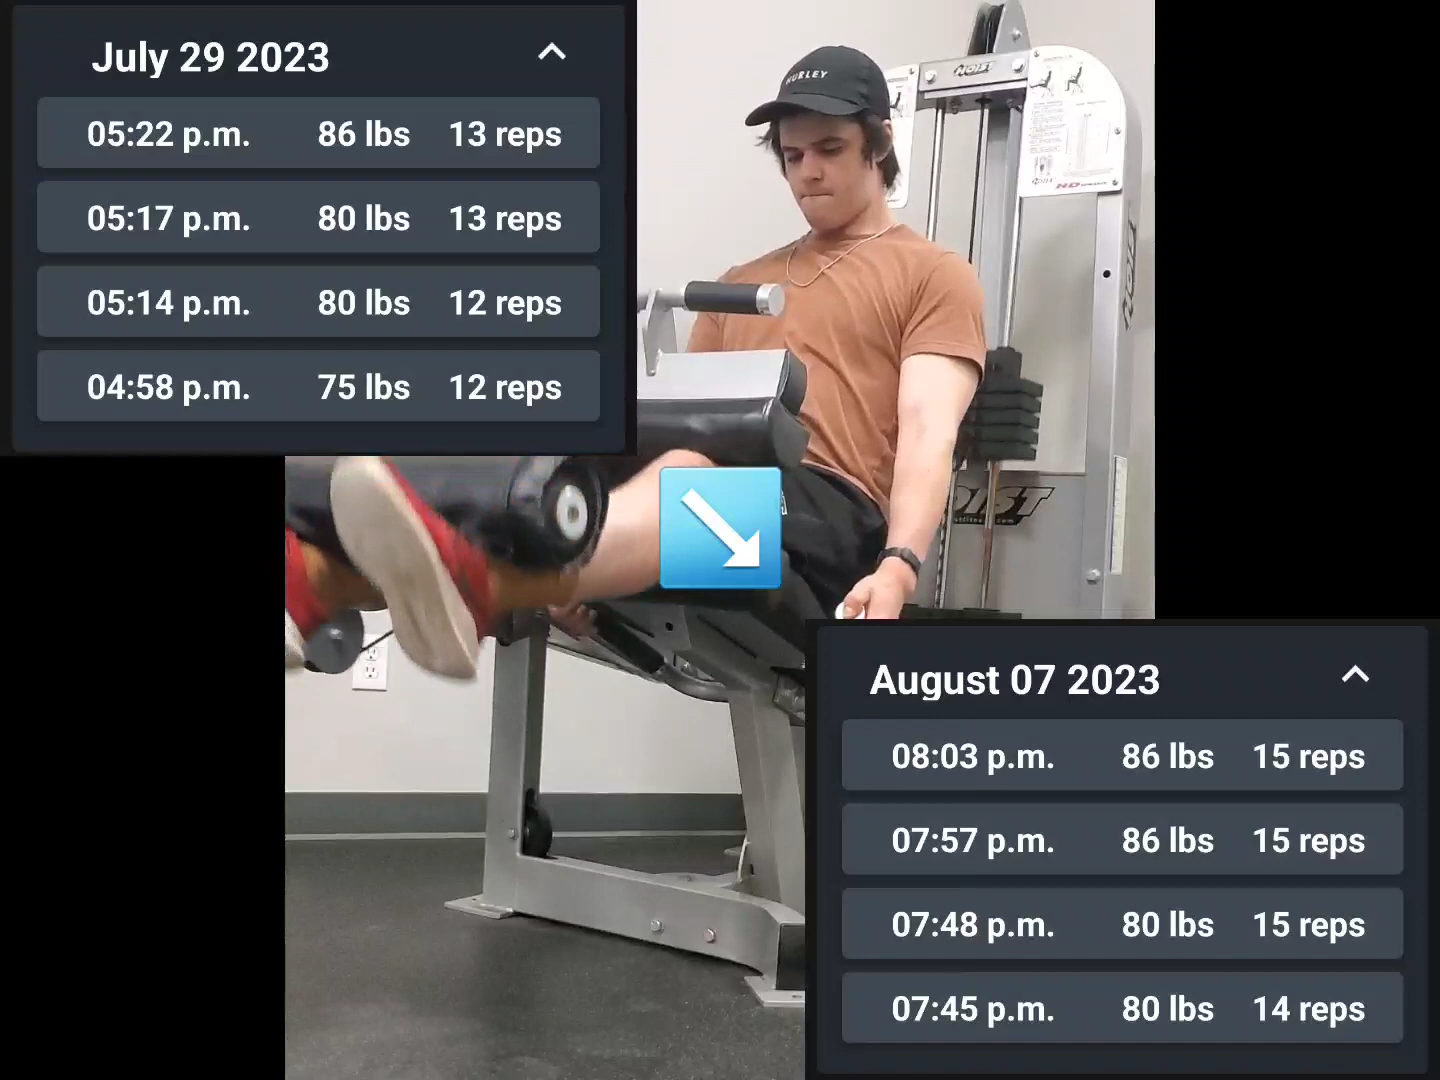 July 29 2023
05:22 p.m. 86 lbs 13 reps
05:17 p.m. 80 lbs 13 reps
05:14 p.m. 80 lbs 12 reps
04:58 p.m. 75 lbs 12 reps
HURLEY
HOIST
HD
HOIST
August 07 2023
08:03 p.m. 86 lbs 15 reps
07:57 p.m. 86 lbs 15 reps
07:48 p.m. 80 lbs 15 reps
07:45 p.m. 80 lbs 14 reps